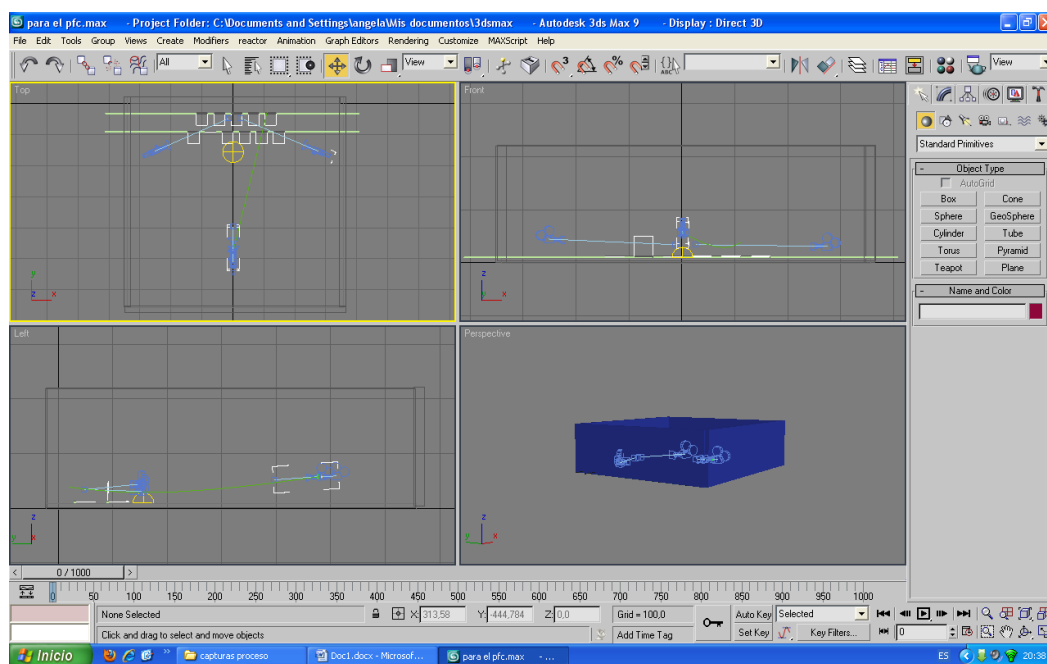 para el pfc.max - Project Folder: C:\Documents and Settings\angela\Mis documentos\3dsmax - Autodesk 3ds Max 9 - Display : Direct 3D
File Edit Tools Group Views Create Modifiers reactor Animation Graph Editors Rendering Customize MAXScript Help
All View View
Top Front
Standard Primitives
- Object Type
AutoGrid
Box Cone
Sphere GeoSphere
Cylinder Tube
Torus Pyramid
Teapot Plane
- Name and Color
y z x z y x
Left Perspective
z y x z y x
< 0 / 1000 >
0 50 100 150 200 250 300 350 400 450 500 550 600 650 700 750 800 850 900 950 1000
None Selected X: 313,58 Y: -444,784 Z: 0,0 Grid = 100,0 Auto Key Selected
Click and drag to select and move objects Add Time Tag Set Key Key Filters... 0
Inicio capturas proceso Doc1.docx - Microsof... para el pfc.max - ... ES 20:38